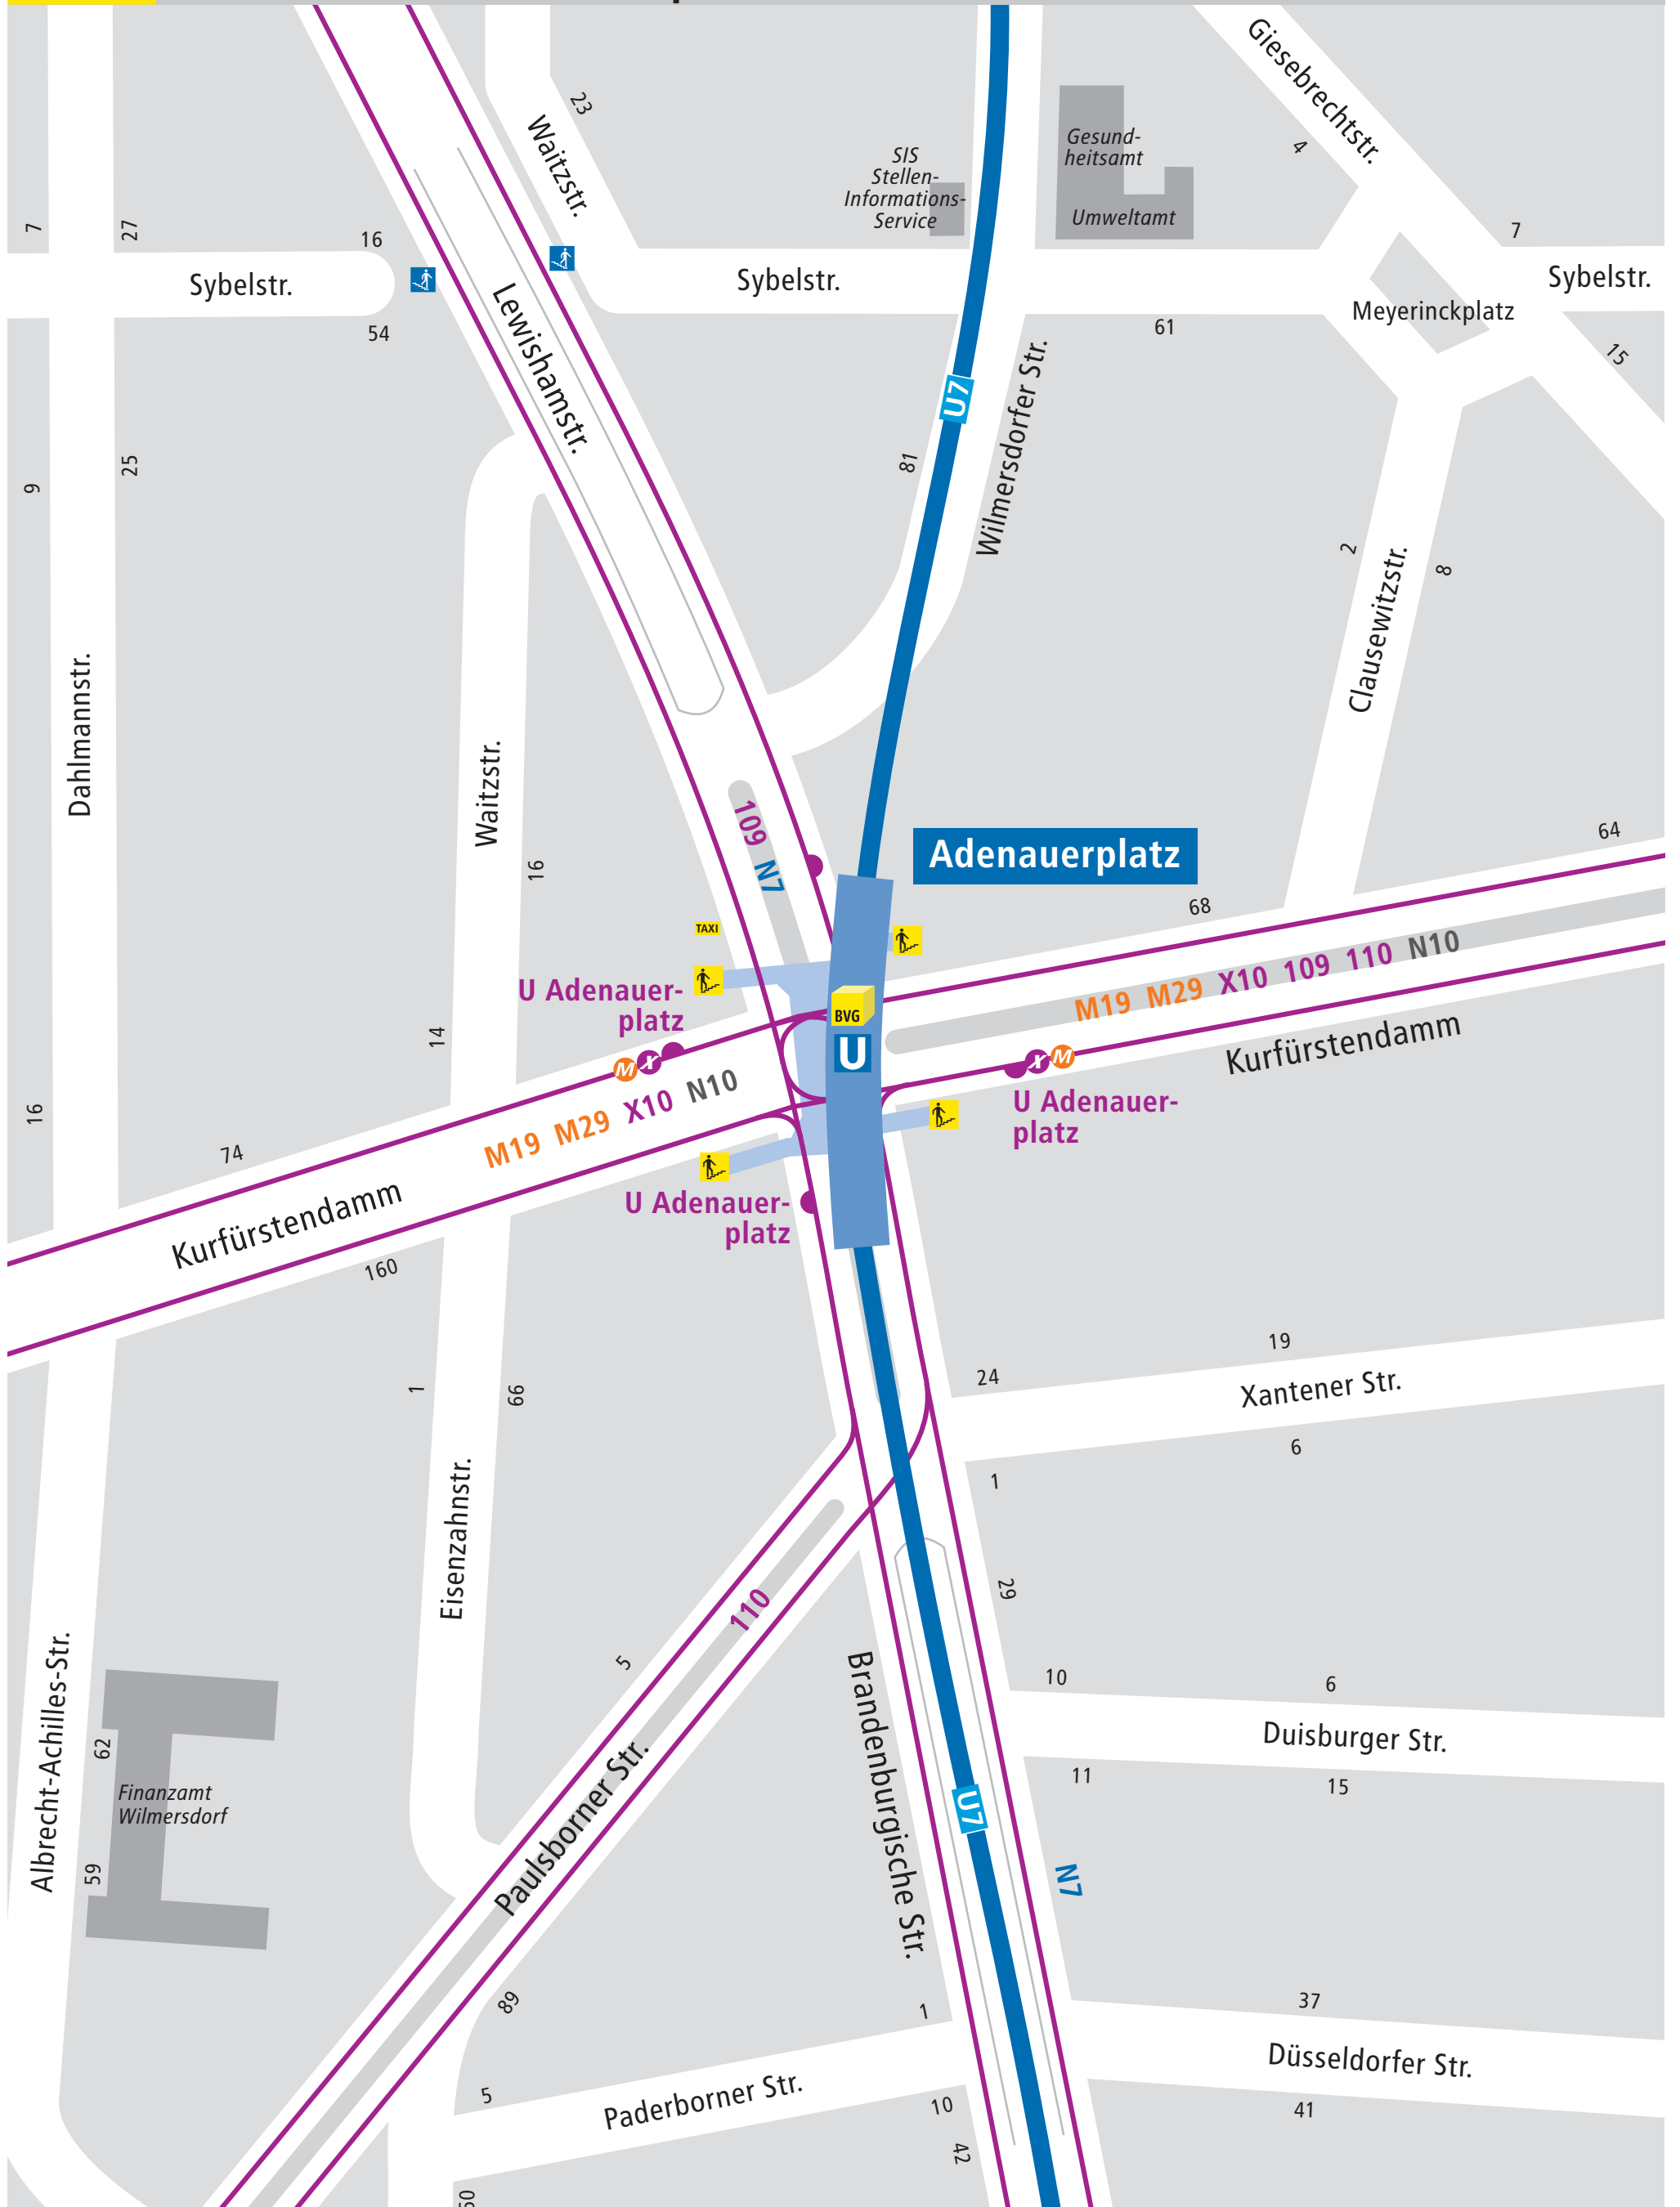 Giesebrechtstr.
23
Waitzstr.
4
Gesund-
heitsamt
Umweltamt
SIS
Stellen-
Informations-
Service
7
27
16
7
Sybelstr.
Sybelstr.
Sybelstr.
Meyerinckplatz
54
61
15
Lewishamstr.
U7
Wilmersdorfer Str.
81
9
25
2
8
Clausewitzstr.
Dahlmannstr.
Waitzstr.
16
109 N7
Adenauerplatz
64
68
TAXI
U Adenauer-
platz
BVG
U
M19 M29 X10 109 110 N10
Kurfürstendamm
14
M X
X M
M19 M29 X10 N10
U Adenauer-
platz
16
74
Kurfürstendamm
U Adenauer-
platz
160
19
24
Xantener Str.
1
66
6
1
Eisenzahnstr.
29
110
5
Albrecht-Achilles-Str.
Brandenburgische Str.
10
6
Duisburger Str.
62
11
15
Finanzamt
Wilmersdorf
U7
Paulsborner Str.
59
N7
89
1
37
Düsseldorfer Str.
5
Paderborner Str.
10
41
42